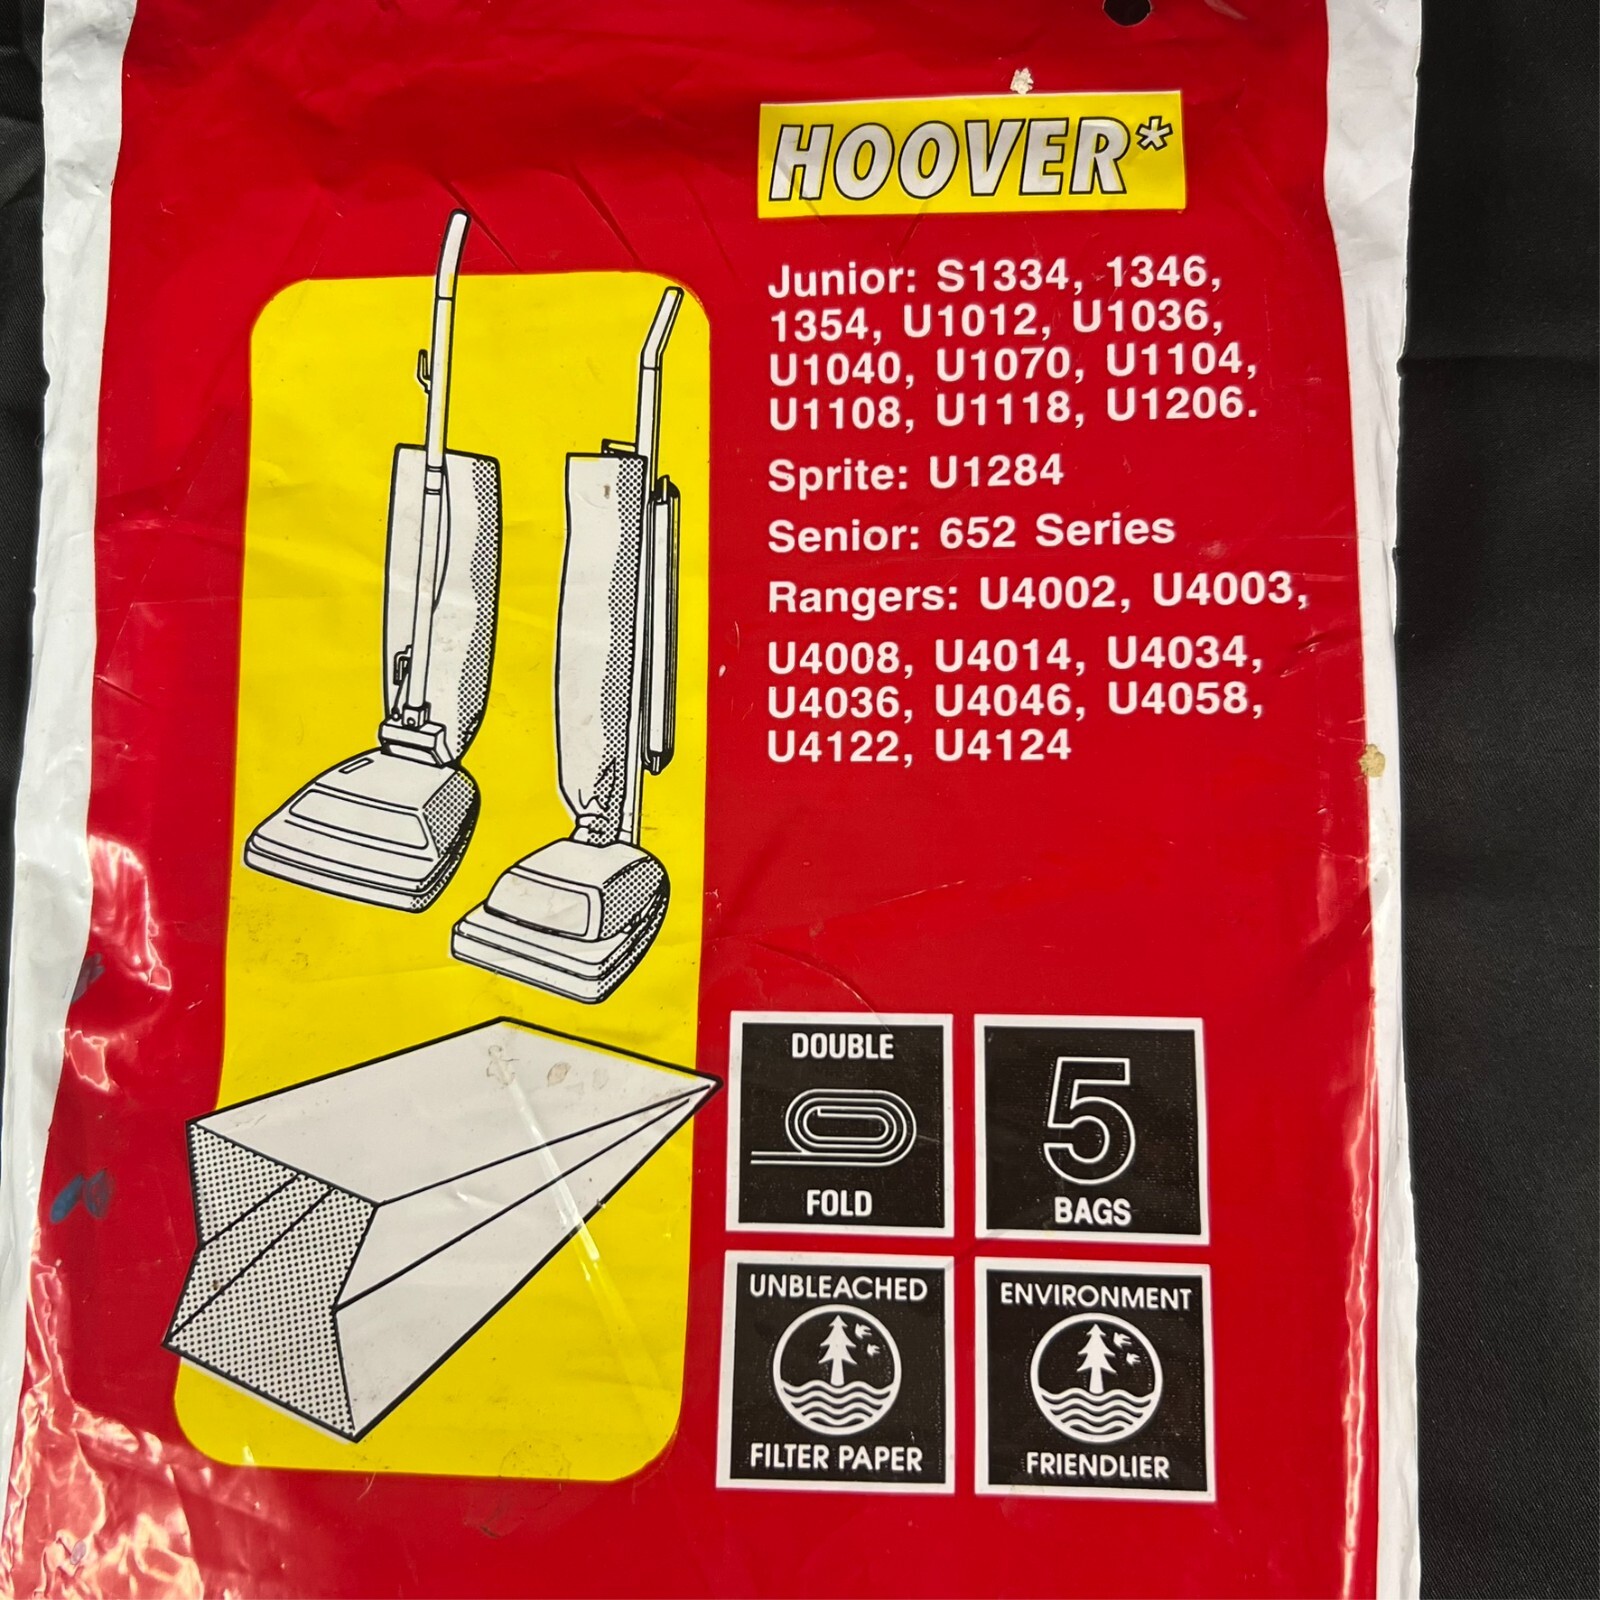 HOOVER*
Junior: S1334, 1346,
1354, U1012, U1036,
U1040, U1070, U1104,
U1108, U1118, U1206.
Sprite: U1284
Senior: 652 Series
Rangers: U4002, U4003,
U4008, U4014, U4034,
U4036, U4046, U4058,
U4122, U4124
DOUBLE
FOLD
5
BAGS
UNBLEACHED
FILTER PAPER
ENVIRONMENT
FRIENDLIER